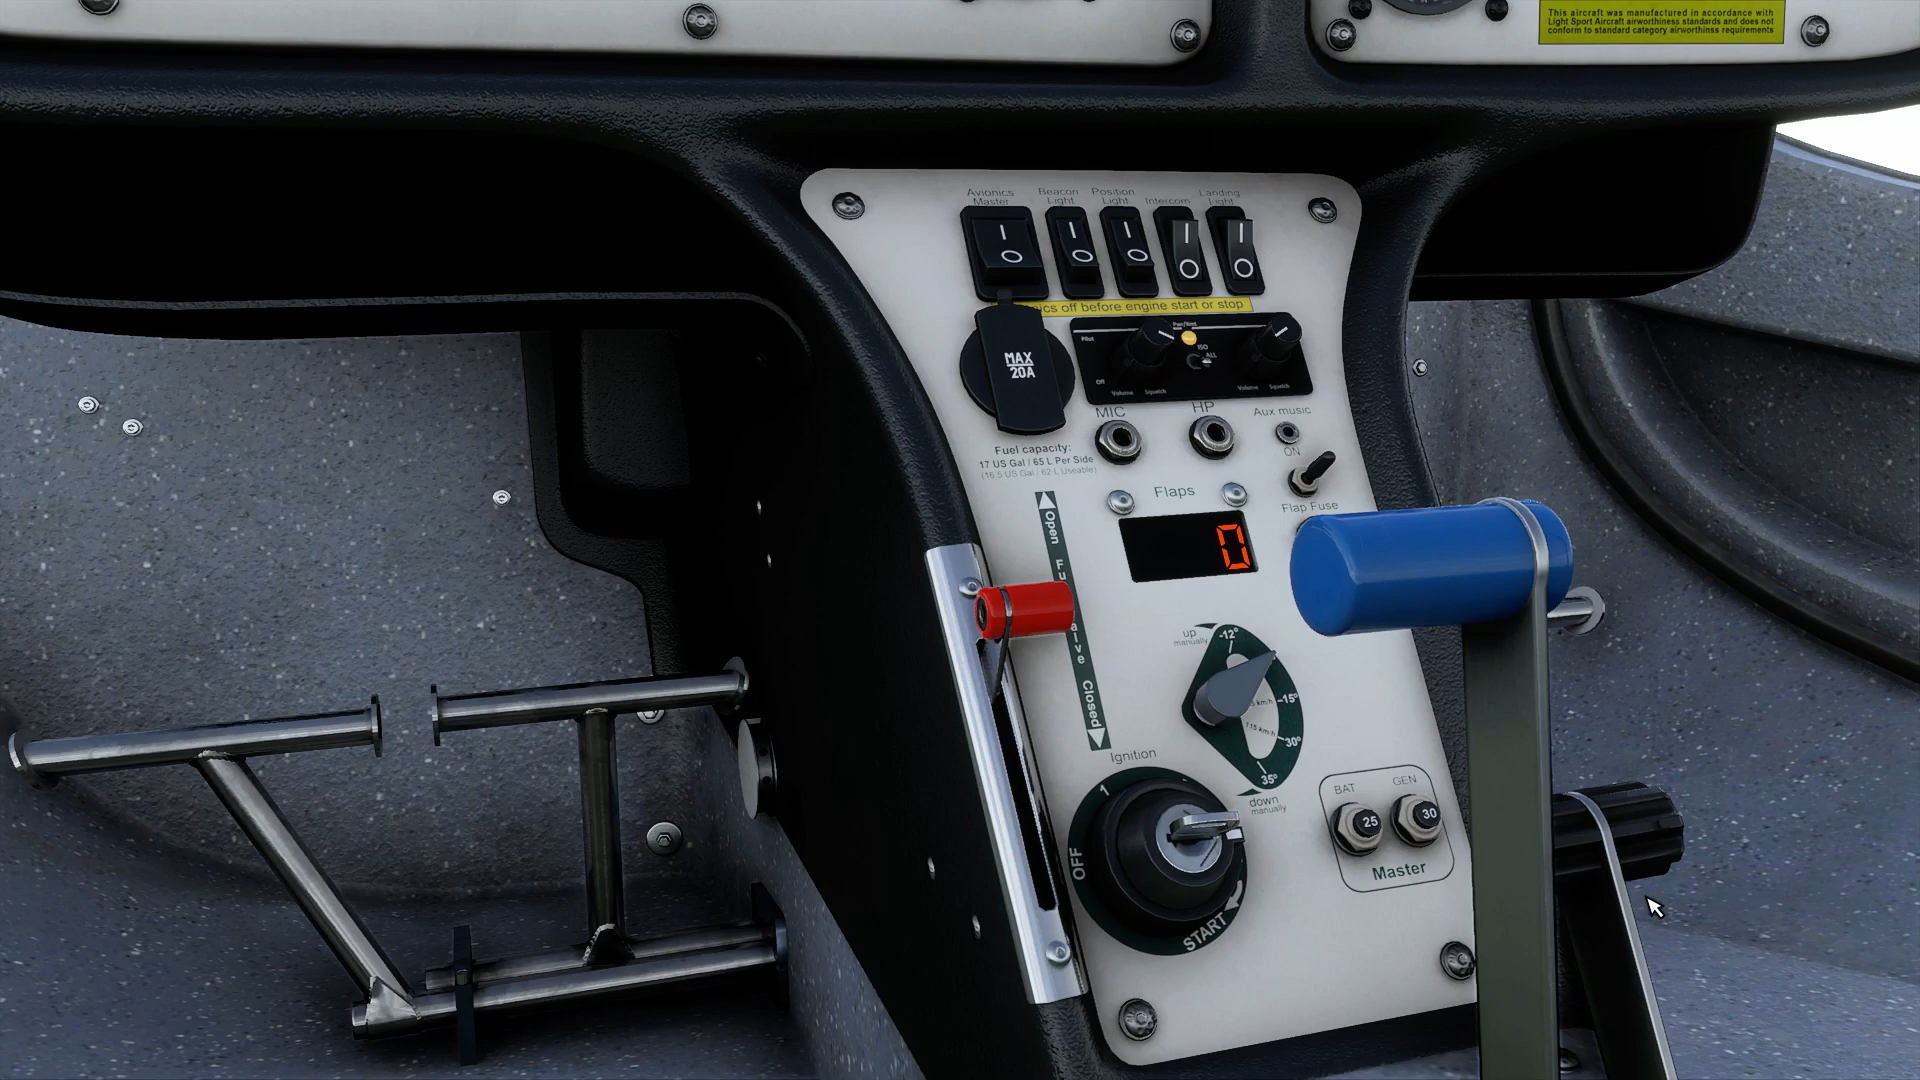 This aircraft was manufactured in accordance with
Light Sport Aircraft airworthiness standards and does not
conform to standard category airworthinss requirements
Avionics
Master
Beacon
Light
Position
Light
Intercom
Landing
Light
off before engine start or stop
MAX
20A
Pilot
Off
Volume
Squelch
ISO
ALL
Volume
Squelch
MIC
HP
Aux music
ON
Fuel capacity:
17 US Gal / 65 L Per Side
(16.5 US Gal / 62 L Useable)
Flaps
Flap Fuse
0
Open
Closed
up
manually
-12°
-15°
30°
35°
115 km/h
down
manually
Ignition
1
OFF
START
BAT
GEN
25
30
Master